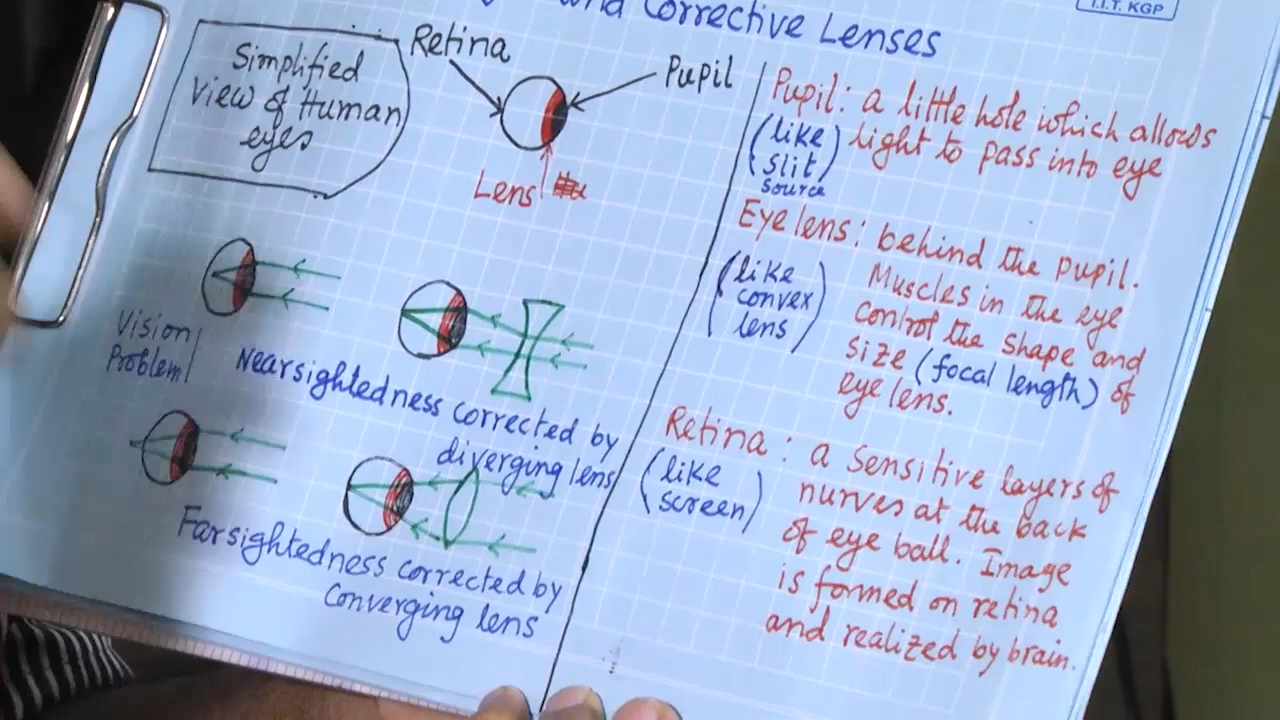 and Corrective Lenses
I.I.T. KGP
Simplified
View of Human
eyes
Retina
Pupil
Lens
Vision
Problem
Nearsightedness corrected by
diverging lens
Farsightedness corrected by
Converging lens
Pupil: a little hole which allows
(like slit source) light to pass into eye
Eye lens: behind the pupil.
(like convex lens) Muscles in the eye
control the shape and
size (focal length) of
eye lens.
Retina: a sensitive layers of
(like screen) nurves at the back
of eye ball. Image
is formed on retina
and realized by brain.